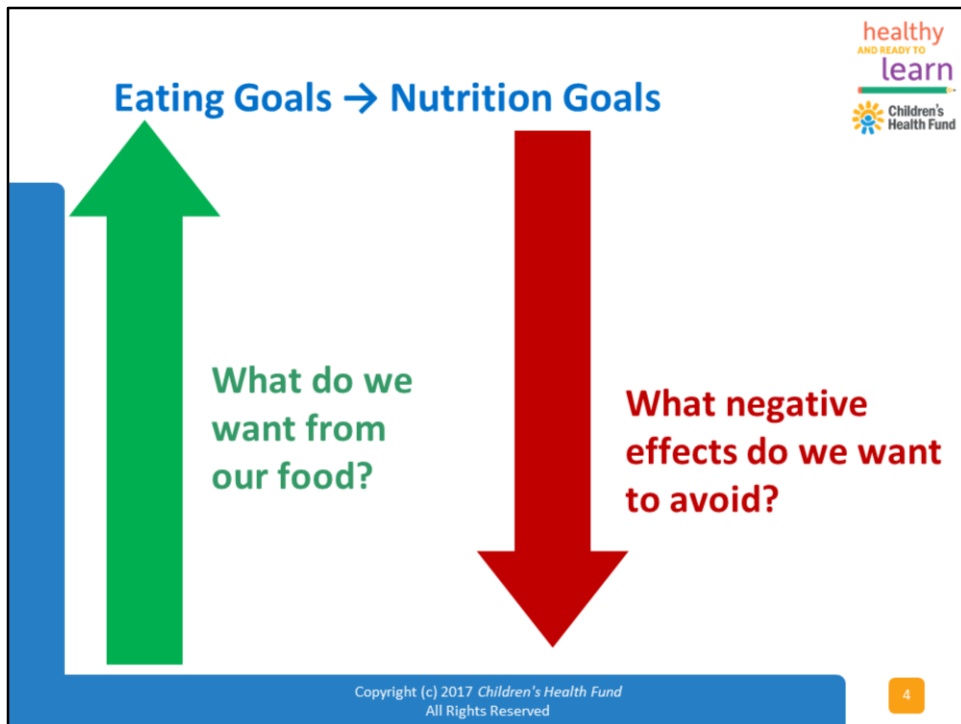 healthy
AND READY TO
learn
Children's
Health Fund
Eating Goals → Nutrition Goals
What do we
want from
our food?
What negative
effects do we want
to avoid?
Copyright (c) 2017 Children's Health Fund
All Rights Reserved
4